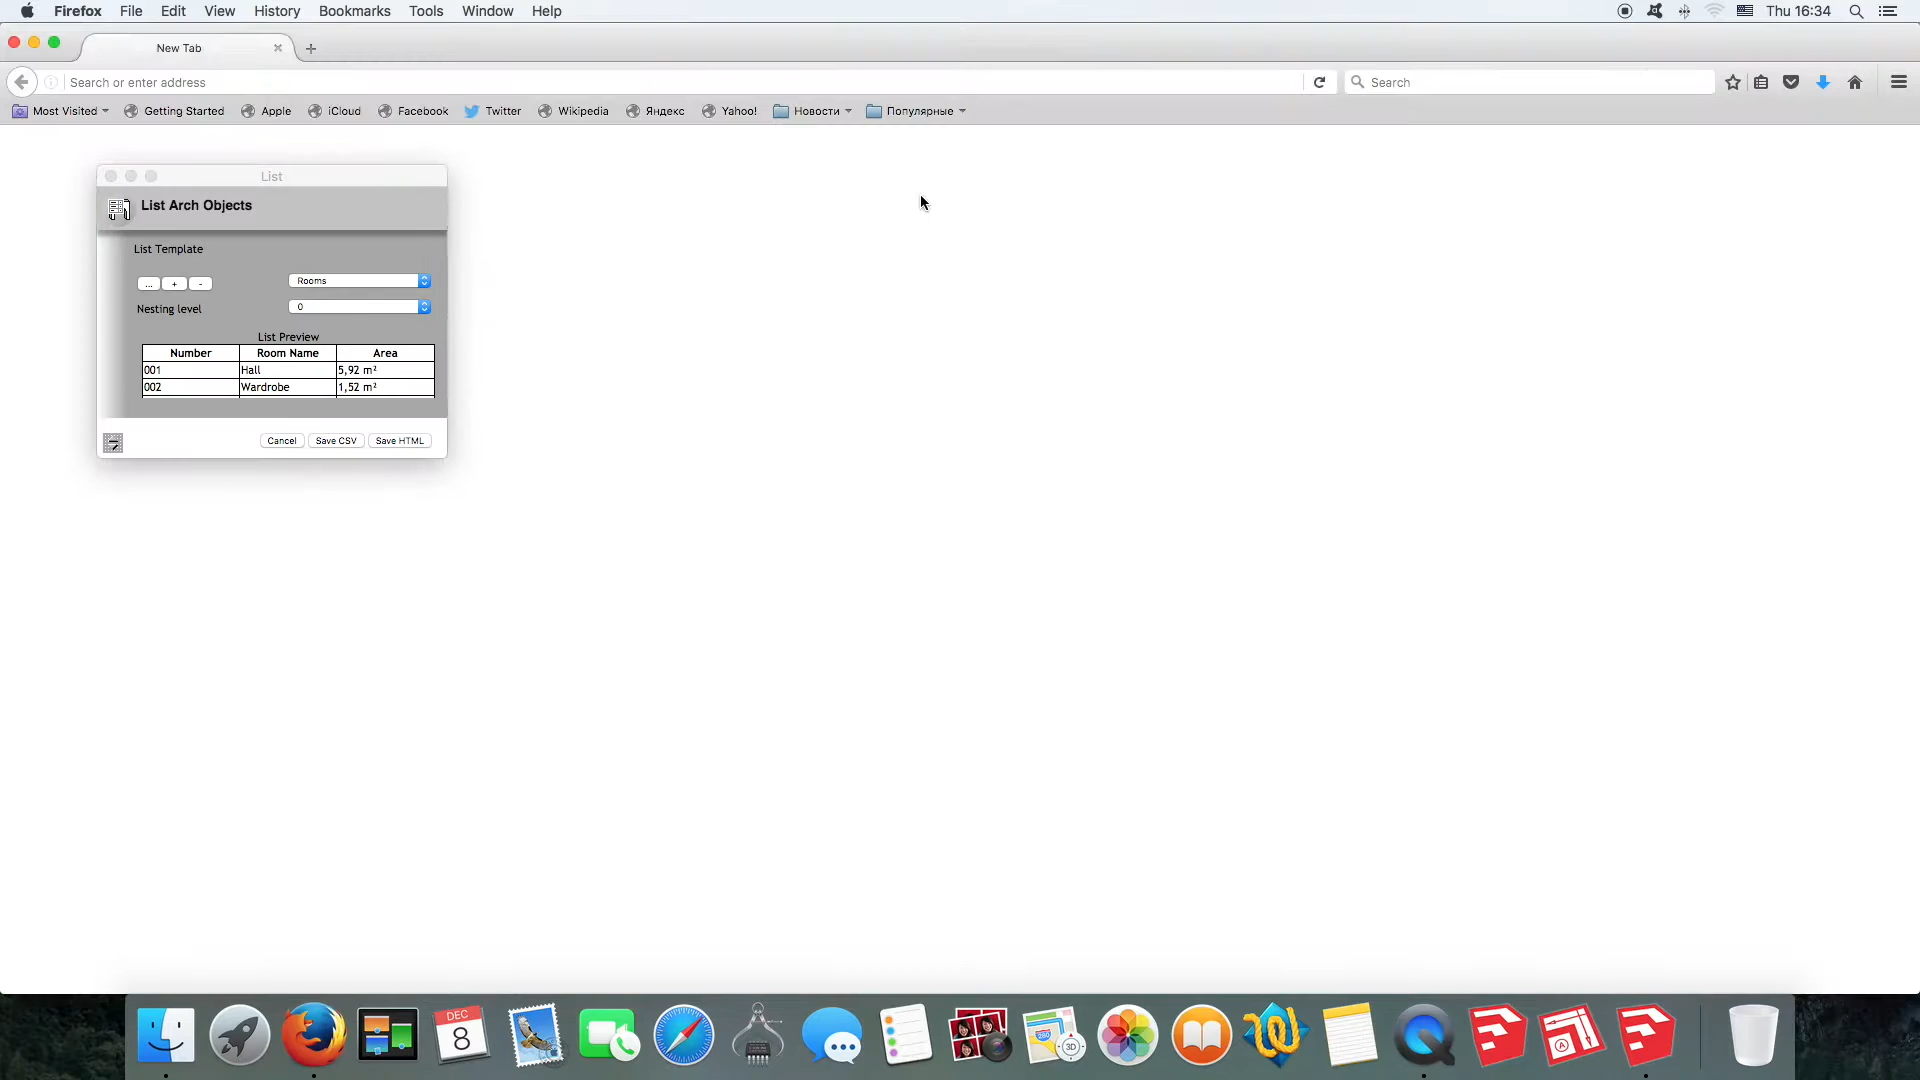 Firefox File Edit View History Bookmarks Tools Window Help Thu 16:34
New Tab
Search or enter address Search
Most Visited Getting Started Apple iCloud Facebook Twitter Wikipedia Яндекс Yahoo! Новости Популярные
List
List Arch Objects
List Template
... + - Rooms
Nesting level 0
List Preview
Number Room Name Area
001 Hall 5,92 m²
002 Wardrobe 1,52 m²
Cancel Save CSV Save HTML
DEC
8
280
3D
A